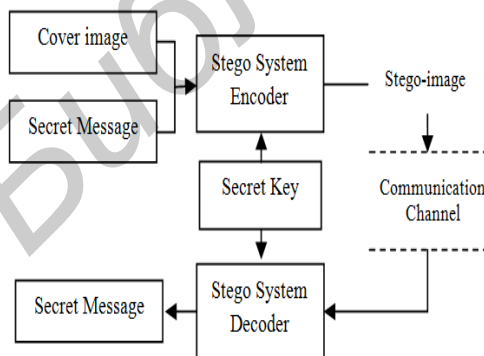 Cover image
Secret Message
Stego System
Encoder
Stego-image
Secret Key
Communication
Channel
Secret Message
Stego System
Decoder